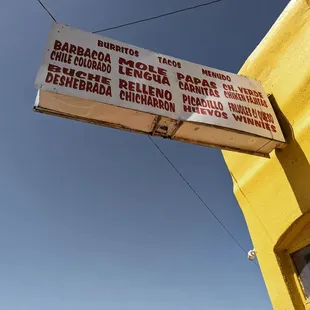 BURRITOS TACOS MENUDO
BARBACOA
CHILE COLORADO
BUCHE
DESHEBRADA
MOLE
LENGUA
RELLENO
CHICHARRON
PAPAS
CARNITAS
PICADILLO
HUEVOS
CH. VERDE
CHICKEN FAJITA
FRIJOLES C/ QUESO
WINNIES